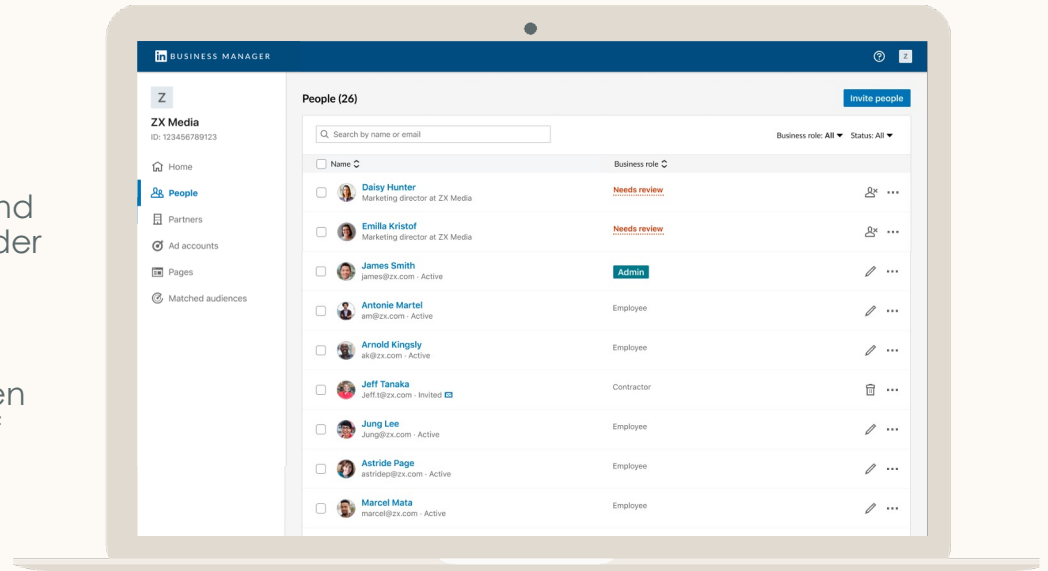 nd
der
en
in BUSINESS MANAGER
Z
Z
ZX Media
ID: 123456789123
Home
People
Partners
Ad accounts
Pages
Matched audiences
People (26)
Invite people
Search by name or email
Business role: All Status: All
Name Business role
Daisy Hunter Needs review
Marketing director at ZX Media
Emilla Kristof Needs review
Marketing director at ZX Media
James Smith Admin
james@zx.com · Active
Antonie Martel Employee
am@zx.com · Active
Arnold Kingsly Employee
ak@zx.com · Active
Jeff Tanaka Contractor
Jeff.t@zx.com · Invited
Jung Lee Employee
Jung@zx.com · Active
Astride Page Employee
astridep@zx.com · Active
Marcel Mata Employee
marcel@zx.com · Active